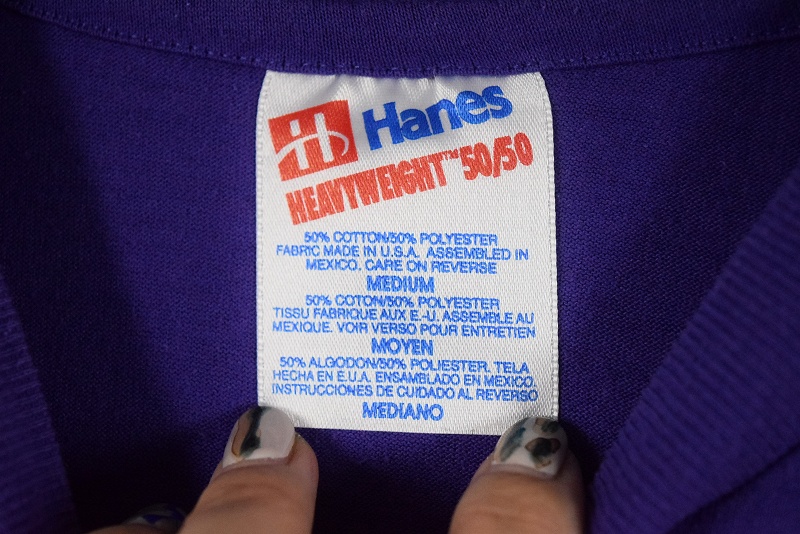 H Hanes
HEAVYWEIGHT™ 50/50
50% COTTON/50% POLYESTER
FABRIC MADE IN U.S.A. ASSEMBLED IN
MEXICO. CARE ON REVERSE
MEDIUM
50% COTON/50% POLYESTER
TISSU FABRIQUE AUX E.-U. ASSEMBLE AU
MEXIQUE. VOIR VERSO POUR ENTRETIEN
MOYEN
50% ALGODON/50% POLIESTER. TELA
HECHA EN E.U.A. ENSAMBLADO EN MEXICO.
INSTRUCCIONES DE CUIDADO AL REVERSO
MEDIANO